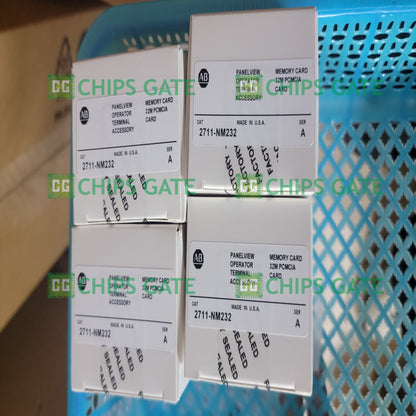 AB
PANELVIEW
OPERATOR
TERMINAL
ACCESSORY
MEMORY CARD
32M PCMCIA
CARD
MADE IN U.S.A.
CAT
SER
2711-NM232
A
FACTORY
SEALED
AB
PANELVIEW
OPERATOR
TERMINAL
ACCESSORY
MEMORY CARD
32M PCMCIA
CARD
CAT
MADE IN U.S.A.
SER
2711-NM232
A
FACTORY
AB
PANELVIEW
OPERATOR
TERMINAL
ACCESSORY
MEMORY CARD
32M PCMCIA
CARD
CAT
MADE IN U.S.A.
SER
2711-NM232
A
SEALED
AB
PANELVIEW
OPERATOR
TERMINAL
ACCESSORY
MEMORY CARD
32M PCMCIA
CARD
CAT
MADE IN U.S.A.
SER
2711-NM232
A
SEALED
CHIPS GATE
CHIPS GATE
CHIPS GATE
CHIPS GATE
CHIPS GATE
CHIPS GATE